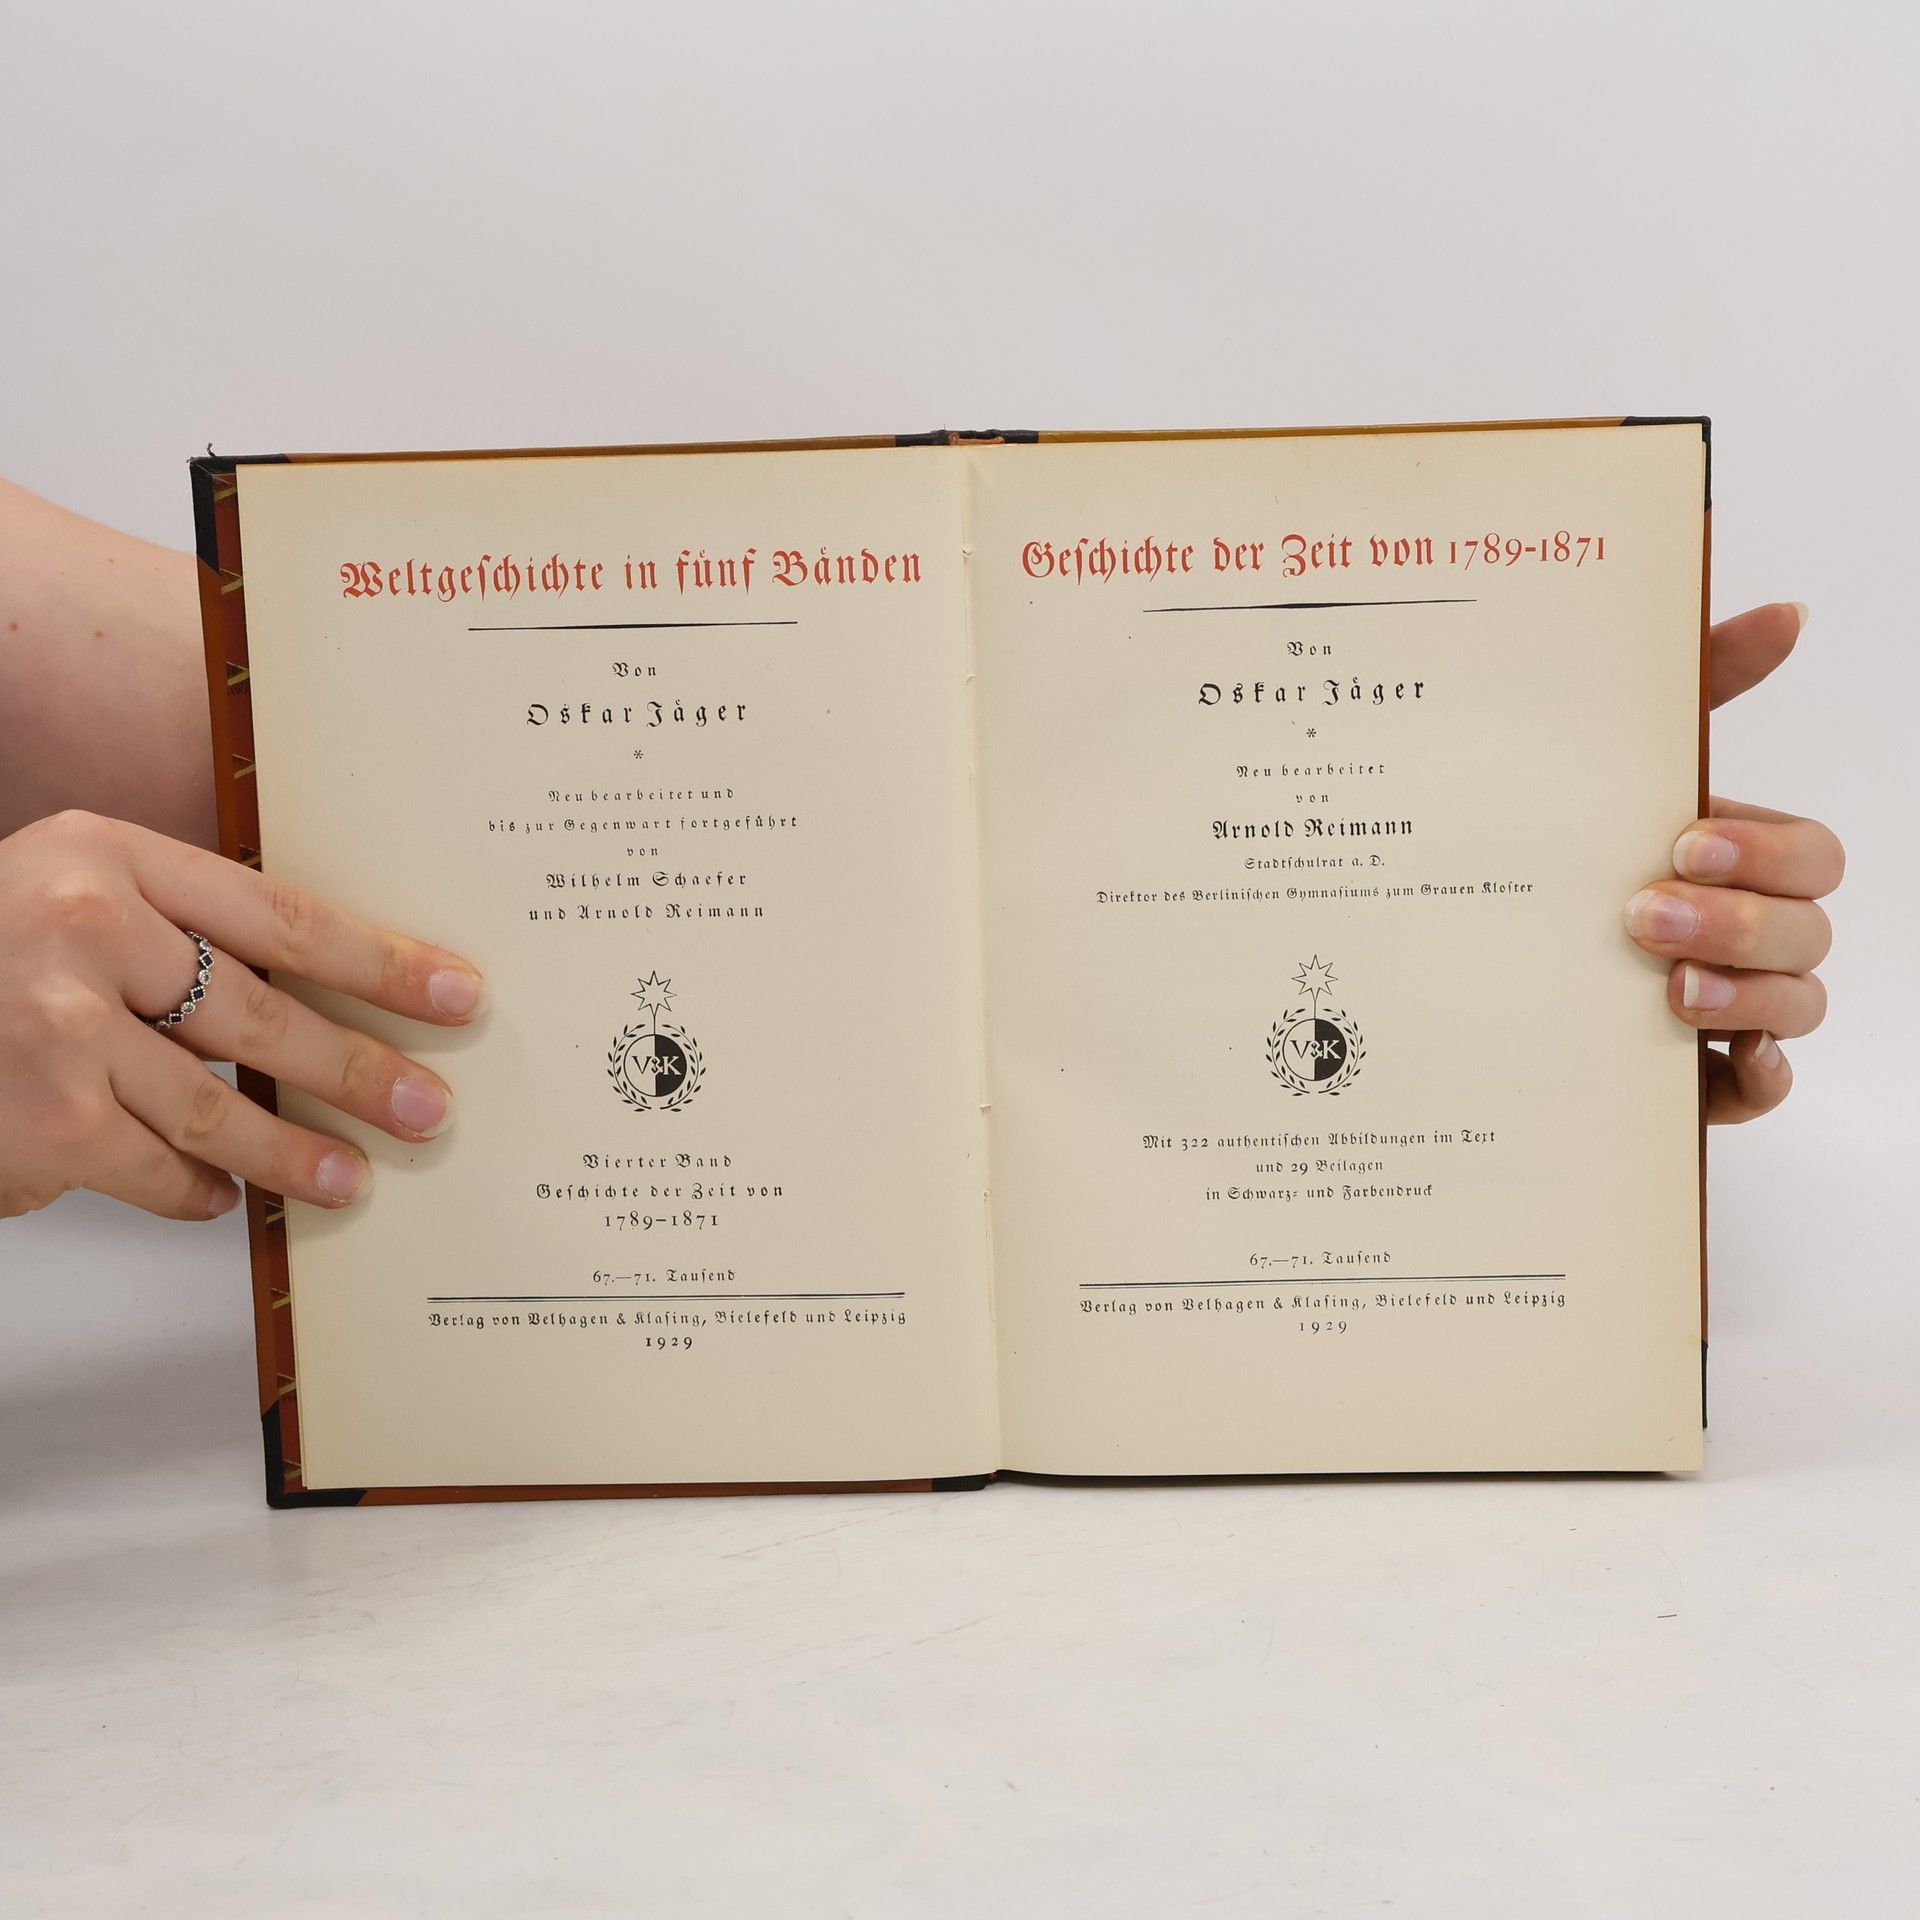 Weltgeſchichte in fünf Bänden
Von
Oskar Jäger
*
Neu bearbeitet und
bis zur Gegenwart fortgeführt
von
Wilhelm Schaefer
und Arnold Reimann
V&K
Vierter Band
Geſchichte der Zeit von
1789–1871
67.—71. Tauſend
Verlag von Velhagen & Klaſing, Bielefeld und Leipzig
1929
Geſchichte der Zeit von 1789-1871
Von
Oskar Jäger
*
Neu bearbeitet
von
Arnold Reimann
Stadtſchulrat a. D.
Direktor des Berliniſchen Gymnaſiums zum Grauen Kloſter
V&K
Mit 322 authentiſchen Abbildungen im Text
und 29 Beilagen
in Schwarz- und Farbendruck
67.—71. Tauſend
Verlag von Velhagen & Klaſing, Bielefeld und Leipzig
1929